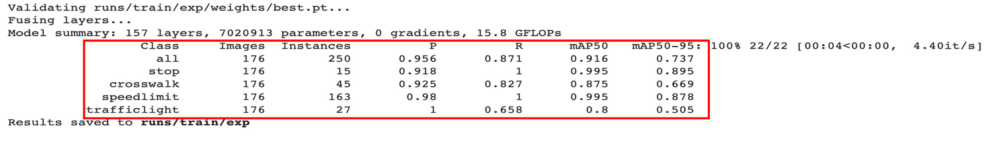 Validating runs/train/exp/weights/best.pt...
Fusing layers...
Model summary: 157 layers, 7020913 parameters, 0 gradients, 15.8 GFLOPs
Class Images Instances P R mAP50 mAP50-95: 100% 22/22 [00:04<00:00, 4.40it/s]
all 176 250 0.956 0.871 0.916 0.737
stop 176 15 0.918 1 0.995 0.895
crosswalk 176 45 0.925 0.827 0.875 0.669
speedlimit 176 163 0.98 1 0.995 0.878
trafficlight 176 27 1 0.658 0.8 0.505
Results saved to runs/train/exp